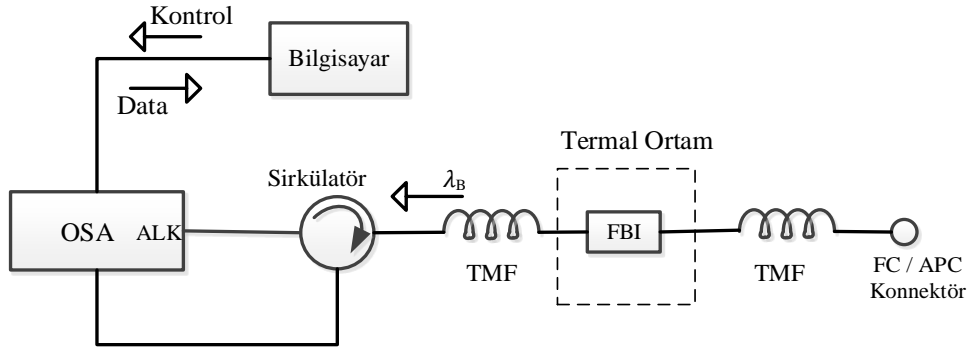 Kontrol
Bilgisayar
Data
Termal Ortam
Sirkülatör
λB
OSA
ALK
FBI
TMF
TMF
FC / APC
Konnektör